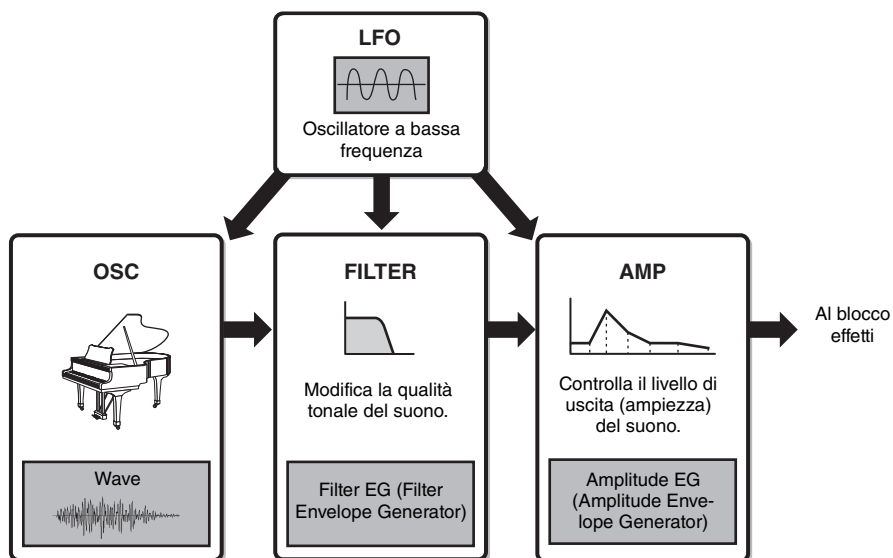 LFO
Oscillatore a bassa
frequenza
OSC
Wave
FILTER
Modifica la qualità
tonale del suono.
Filter EG (Filter
Envelope Generator)
AMP
Controlla il livello di
uscita (ampiezza)
del suono.
Amplitude EG
(Amplitude Enve-
lope Generator)
Al blocco
effetti